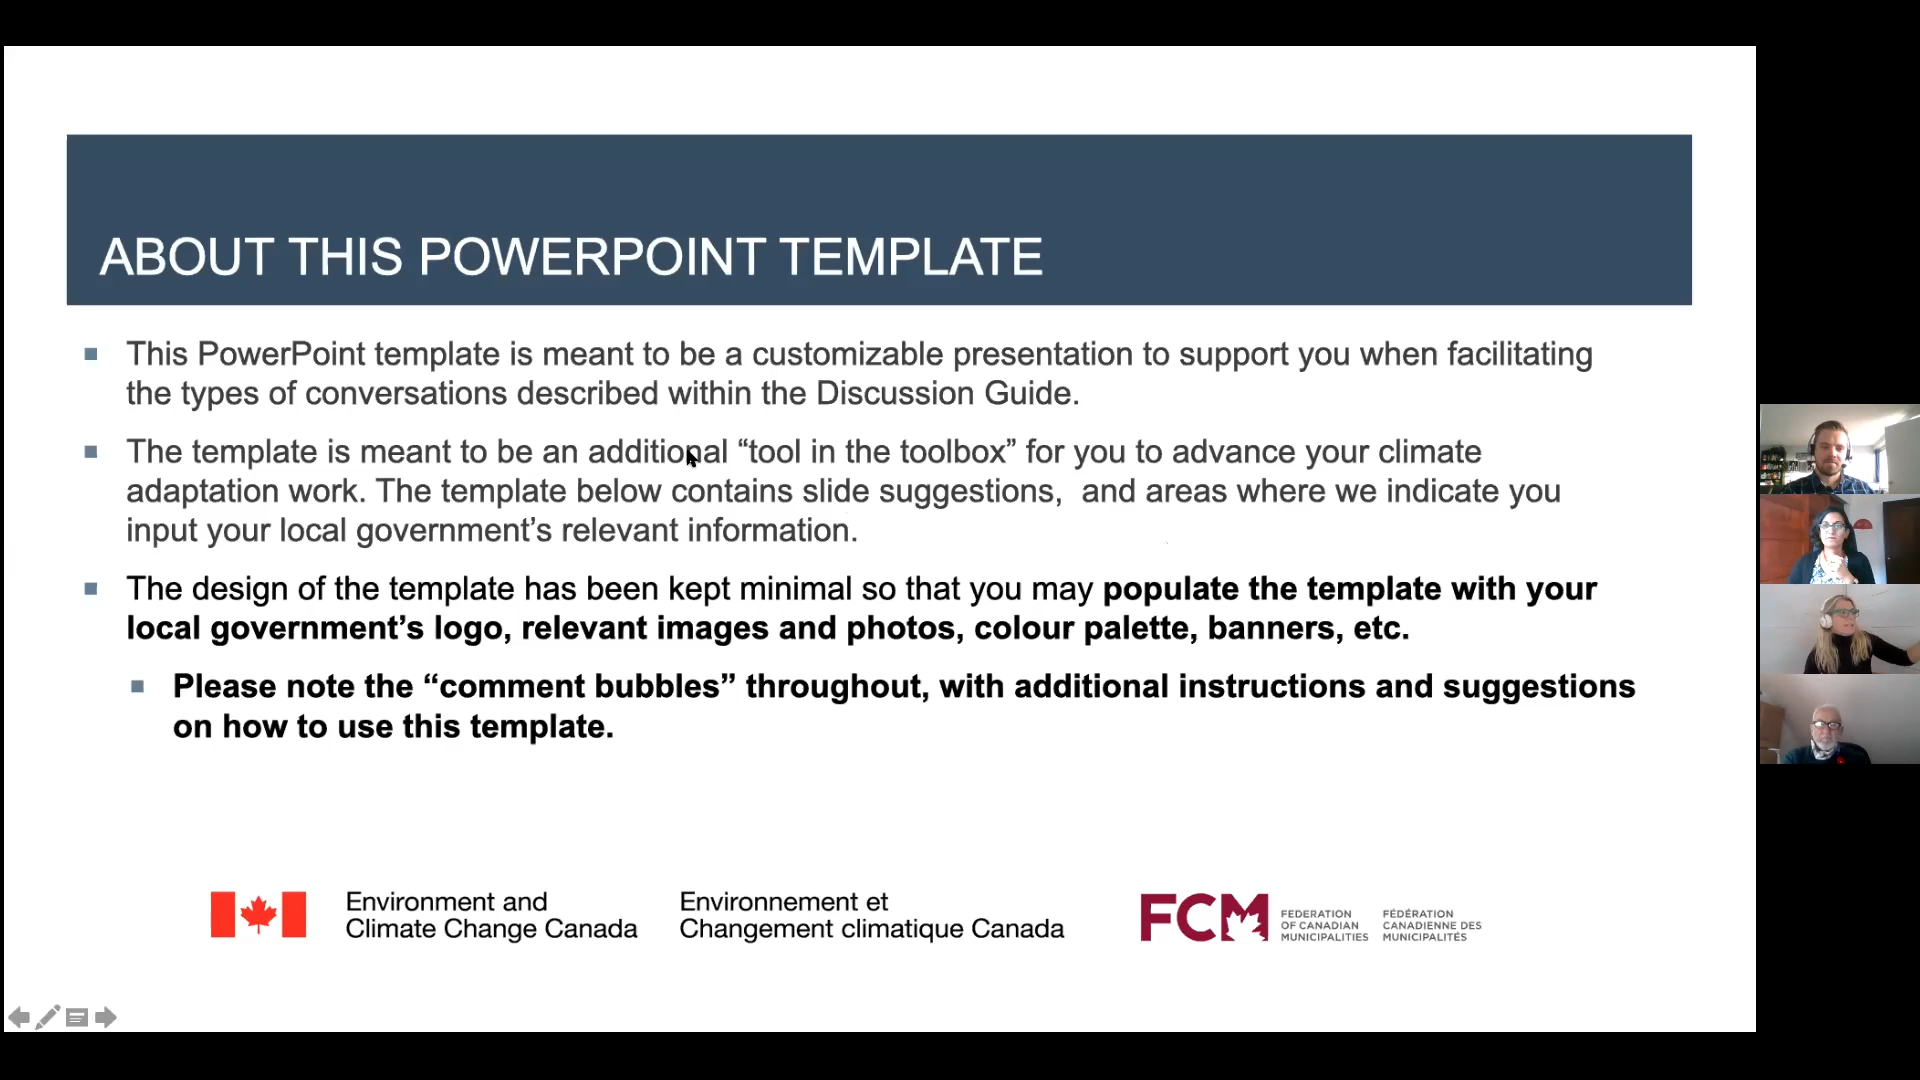 ABOUT THIS POWERPOINT TEMPLATE
This PowerPoint template is meant to be a customizable presentation to support you when facilitating
the types of conversations described within the Discussion Guide.
The template is meant to be an additional “tool in the toolbox” for you to advance your climate
adaptation work. The template below contains slide suggestions,  and areas where we indicate you
input your local government’s relevant information.
The design of the template has been kept minimal so that you may populate the template with your
local government’s logo, relevant images and photos, colour palette, banners, etc.
Please note the “comment bubbles” throughout, with additional instructions and suggestions
on how to use this template.
Environment and
Climate Change Canada
Environnement et
Changement climatique Canada
FCM
FEDERATION
OF CANADIAN
MUNICIPALITIES
FÉDÉRATION
CANADIENNE DES
MUNICIPALITÉS